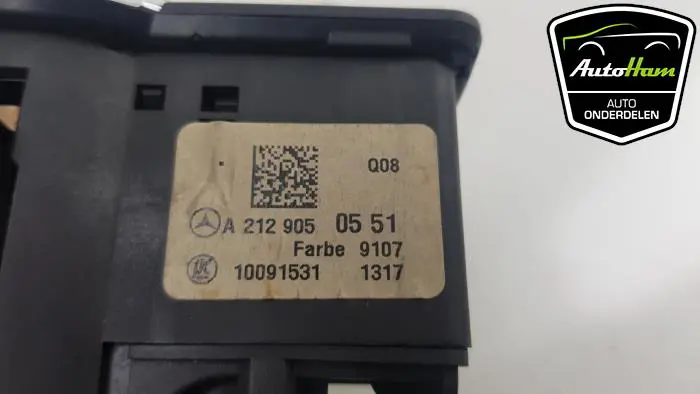 AutoHam
AUTO
ONDERDELEN
Q08
A 212 905 05 51
Farbe 9107
10091531 1317